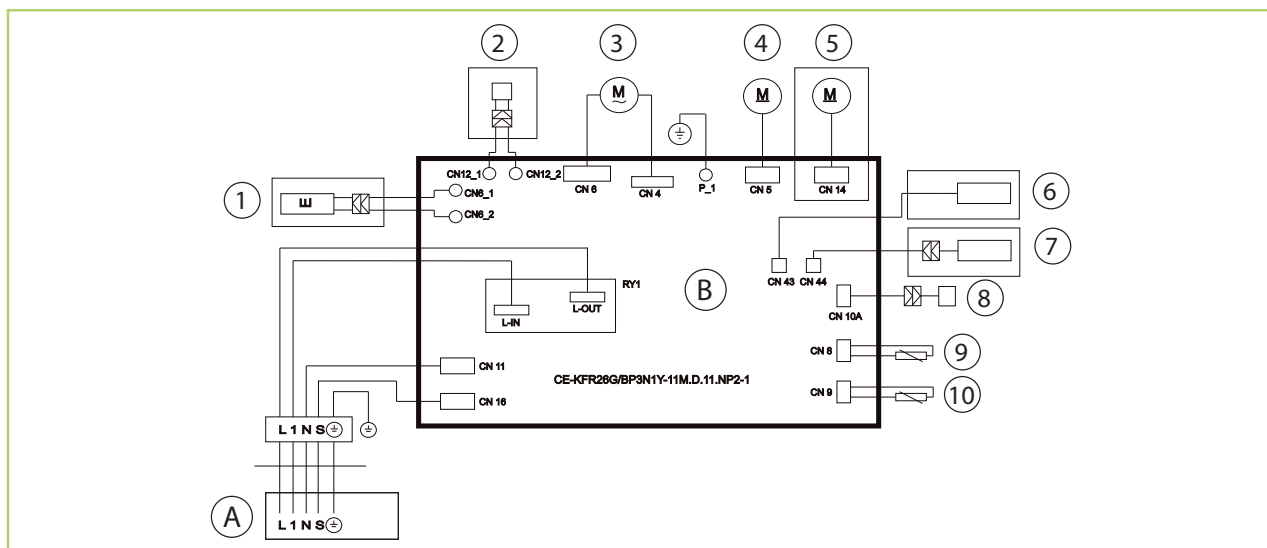 2
3
4
5
M
~
M
M
CN12_1
CN12_2
CN 6
CN 4
P_1
CN 5
CN 14
1
E
CN6_1
CN6_2
6
7
CN 43
CN 44
B
RY1
L-IN
L-OUT
8
CN 10A
CN 11
CN 8
9
CE-KFR26G/BP3N1Y-11M.D.11.NP2-1
CN 16
CN 9
10
L 1 N S
A
L 1 N S